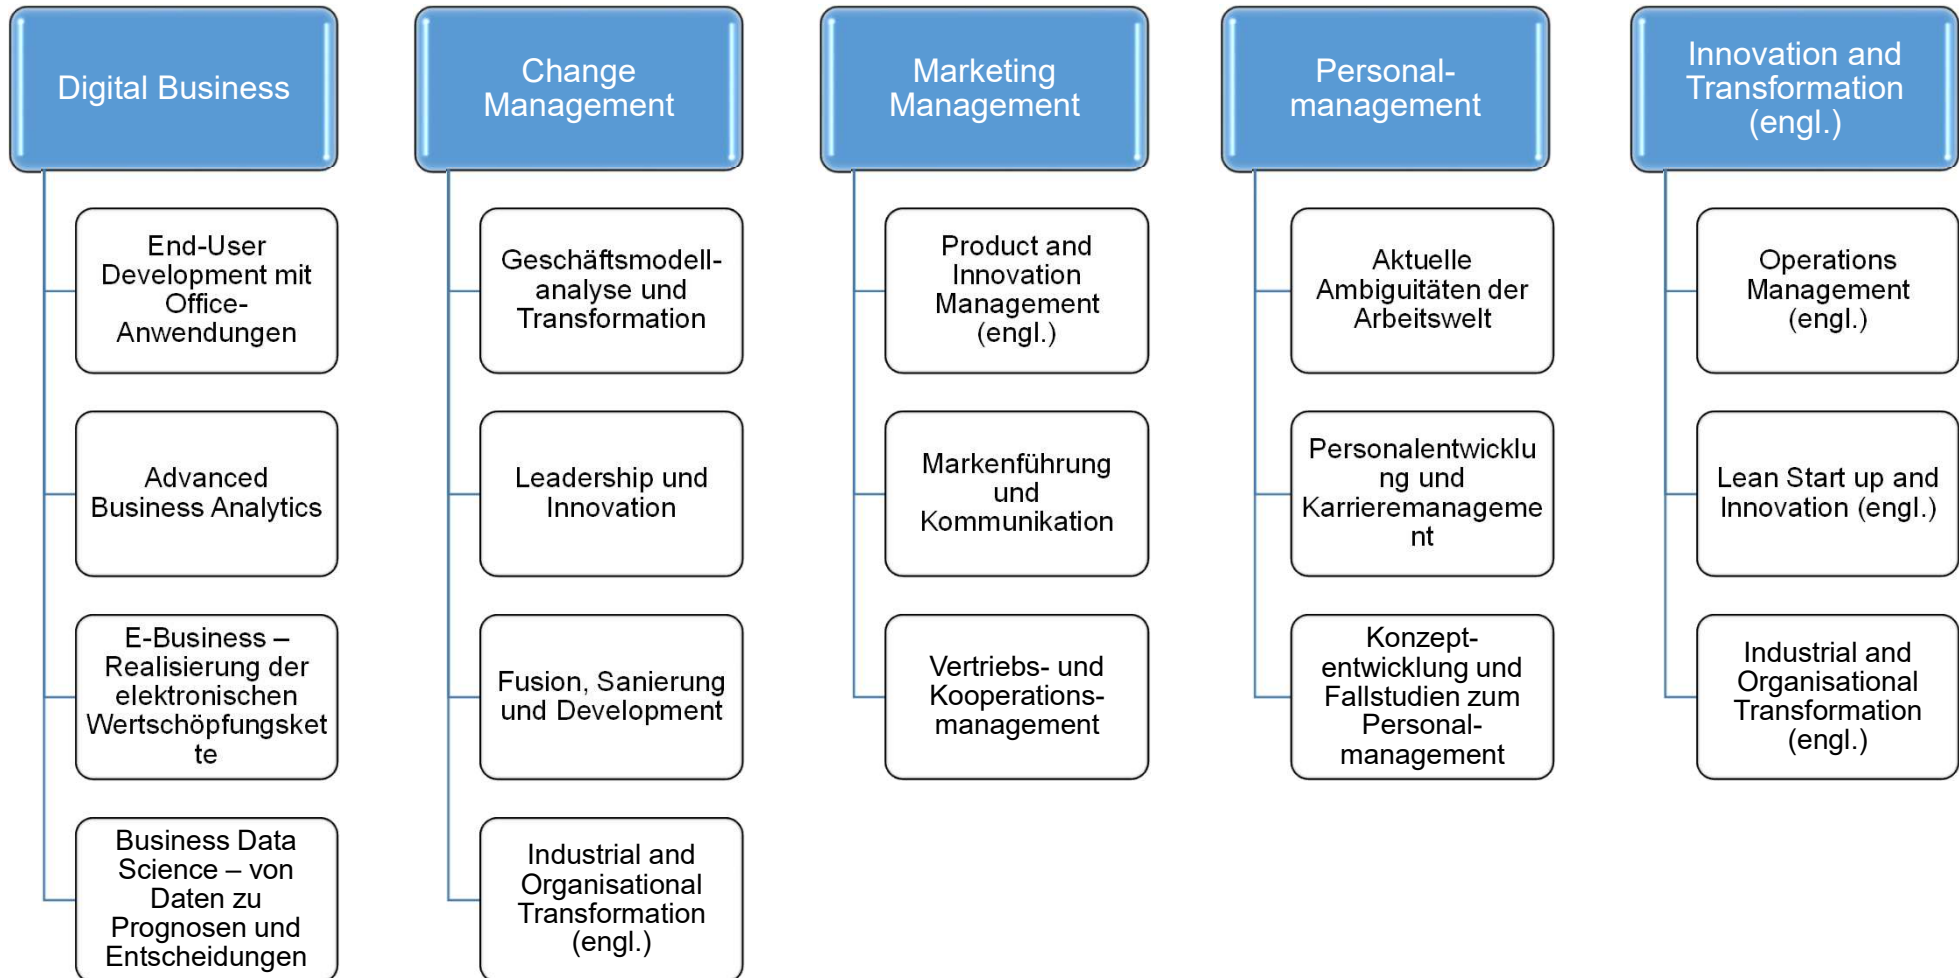 Digital Business
End-User
Development mit
Office-
Anwendungen
Advanced
Business Analytics
E-Business –
Realisierung der
elektronischen
Wertschöpfungsket
te
Business Data
Science – von
Daten zu
Prognosen und
Entscheidungen
Change
Management
Geschäftsmodell-
analyse und
Transformation
Leadership und
Innovation
Fusion, Sanierung
und Development
Industrial and
Organisational
Transformation
(engl.)
Marketing
Management
Product and
Innovation
Management
(engl.)
Markenführung
und
Kommunikation
Vertriebs- und
Kooperations-
management
Personal-
management
Aktuelle
Ambiguitäten der
Arbeitswelt
Personalentwicklu
ng und
Karrieremanageme
nt
Konzept-
entwicklung und
Fallstudien zum
Personal-
management
Innovation and
Transformation
(engl.)
Operations
Management
(engl.)
Lean Start up and
Innovation (engl.)
Industrial and
Organisational
Transformation
(engl.)